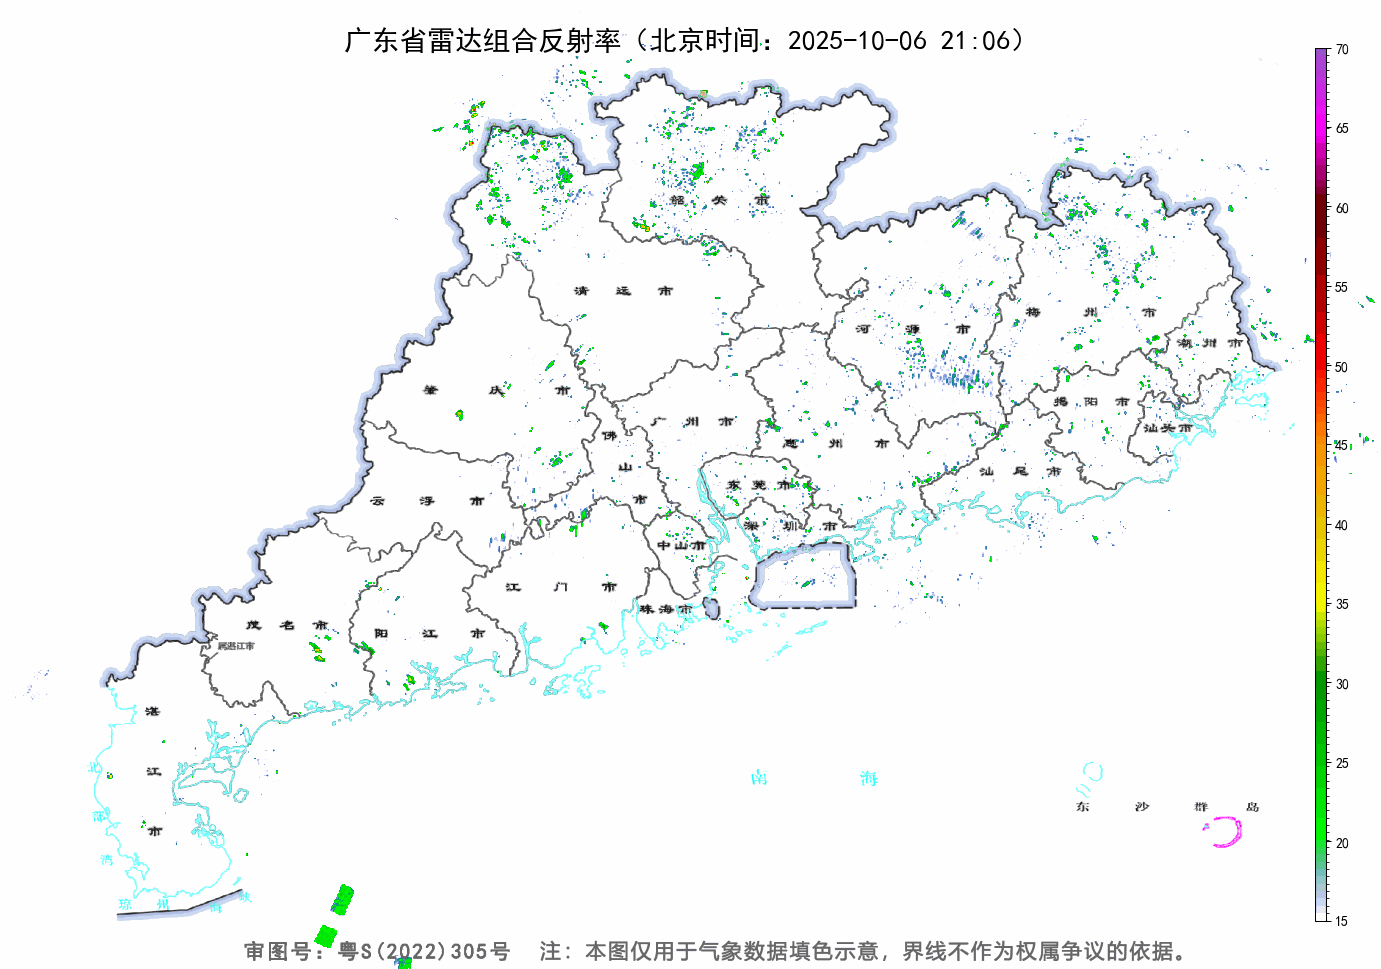 广东省雷达组合反射率（北京时间：2025-10-06 21:06）
70
65
60
55
50
45
40
35
30
25
20
15
韶关市
清远市
河源市
梅州市
潮州市
肇庆市
广州市
佛山市
惠州市
揭阳市
汕头市
汕尾市
云浮市
东莞市
深圳市
中山市
江门市
珠海市
茂名市
阳江市
属湛江市
湛江市
北部湾
琼州海峡
南海
东沙群岛
审图号：粤S(2022)305号 注：本图仅用于气象数据填色示意，界线不作为权属争议的依据。